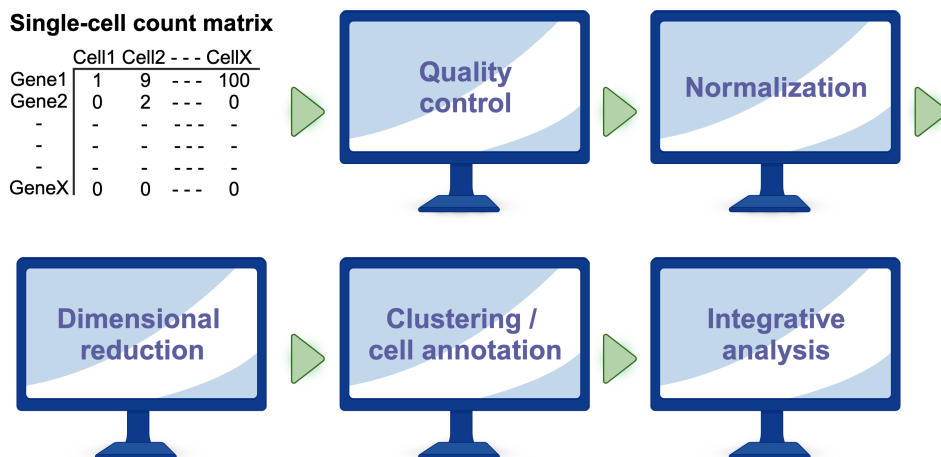 Single-cell count matrix
Cell1 Cell2 - - - CellX
Gene1 1 9 - - - 100
Gene2 0 2 - - - 0
- - - - - - -
- - - - - - -
- - - - - - -
GeneX 0 0 - - - 0
Quality
control
Normalization
Dimensional
reduction
Clustering /
cell annotation
Integrative
analysis